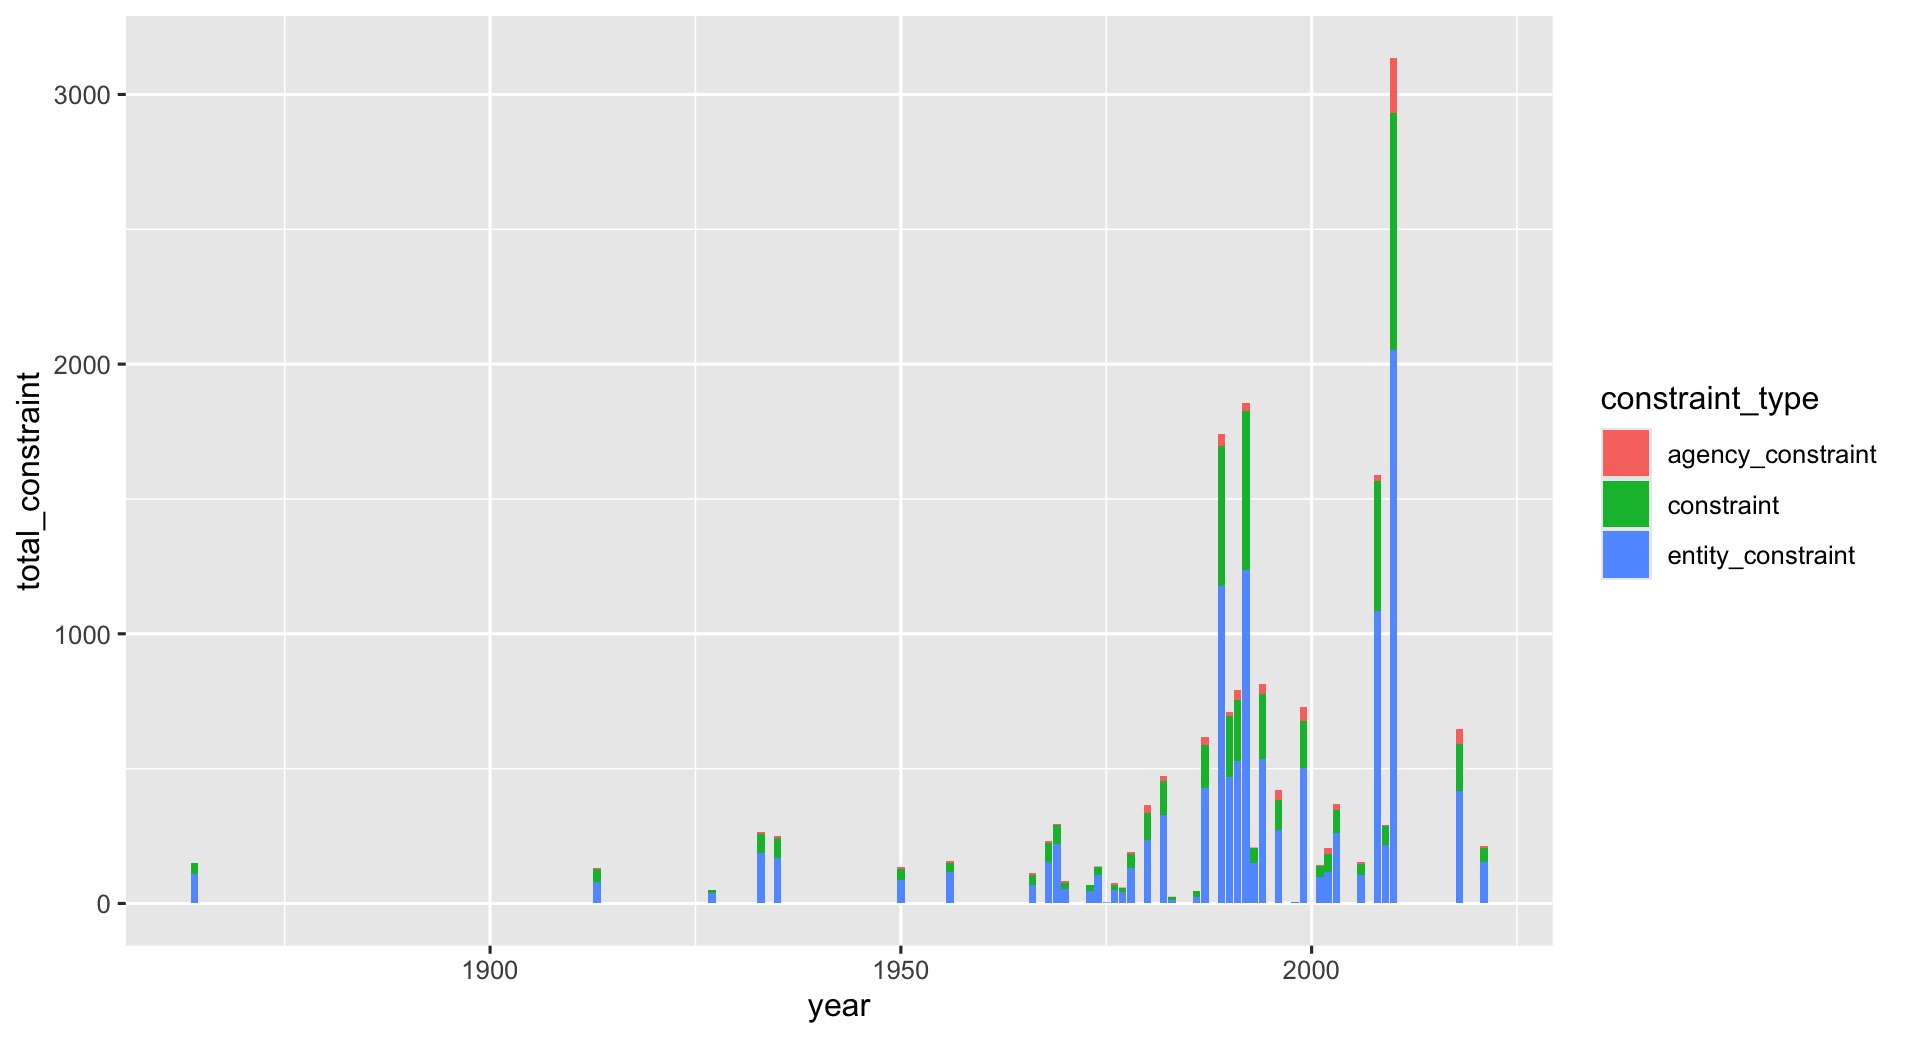 3000
2000
1000
0
total_constraint
1900
1950
2000
year
constraint_type
agency_constraint
constraint
entity_constraint